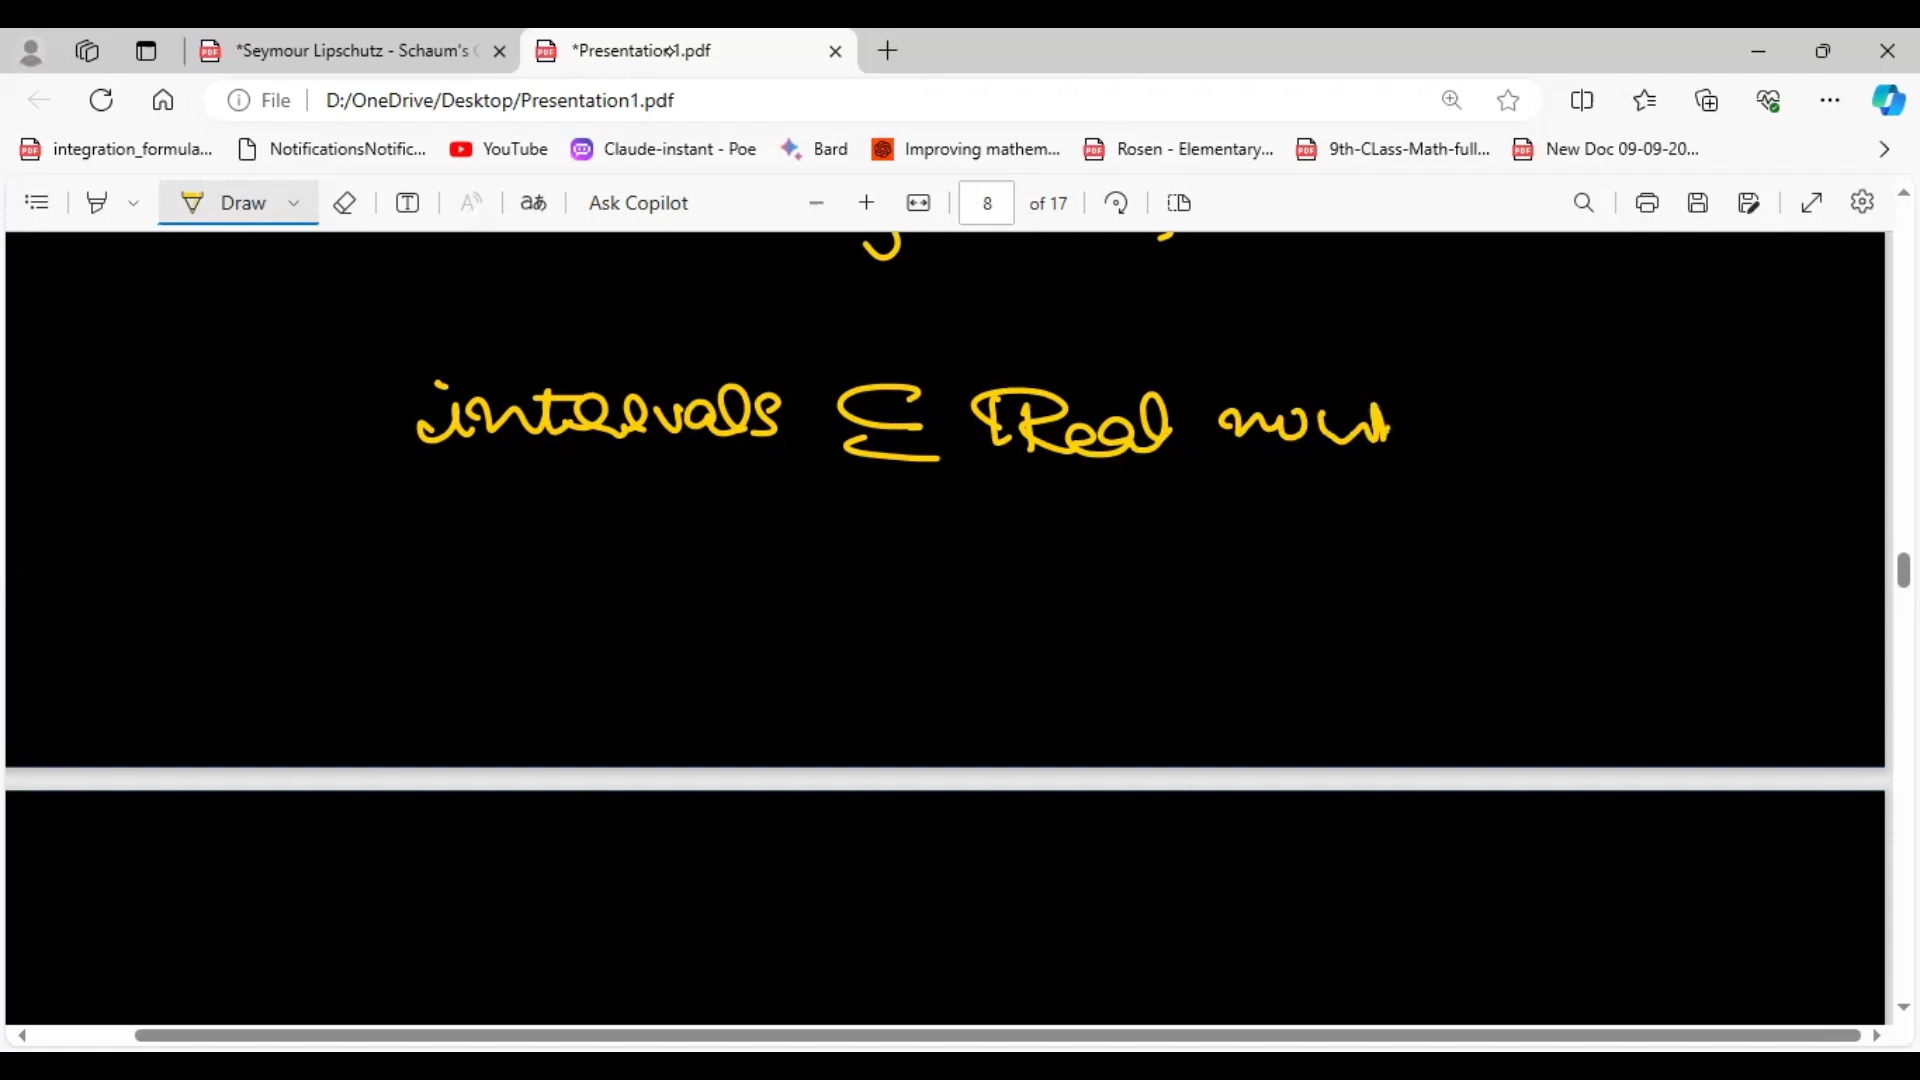 *Seymour Lipschutz - Schaum's
*Presentation1.pdf
File D:/OneDrive/Desktop/Presentation1.pdf
integration_formula... NotificationsNotific... YouTube Claude-instant - Poe Bard Improving mathem... Rosen - Elementary... 9th-CLass-Math-full... New Doc 09-09-20...
Draw aあ Ask Copilot 8 of 17
intervals ⊆ Real